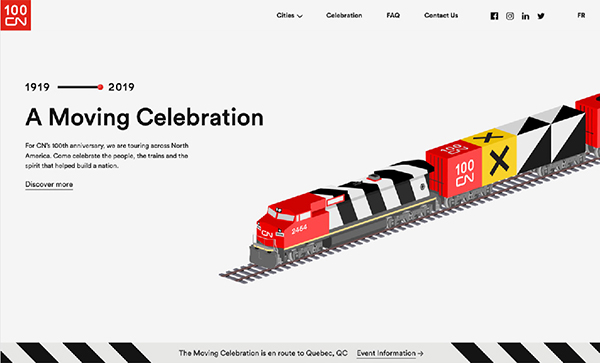 100
CN
Cities
Celebration
FAQ
Contact Us
FR
1919
2019
A Moving Celebration
For CN's 100th anniversary, we are touring across North
America. Come celebrate the people, the trains and the
spirit that helped build a nation.
Discover more
100
CN
CN
2464
The Moving Celebration is en route to Quebec, QC
Event Information →